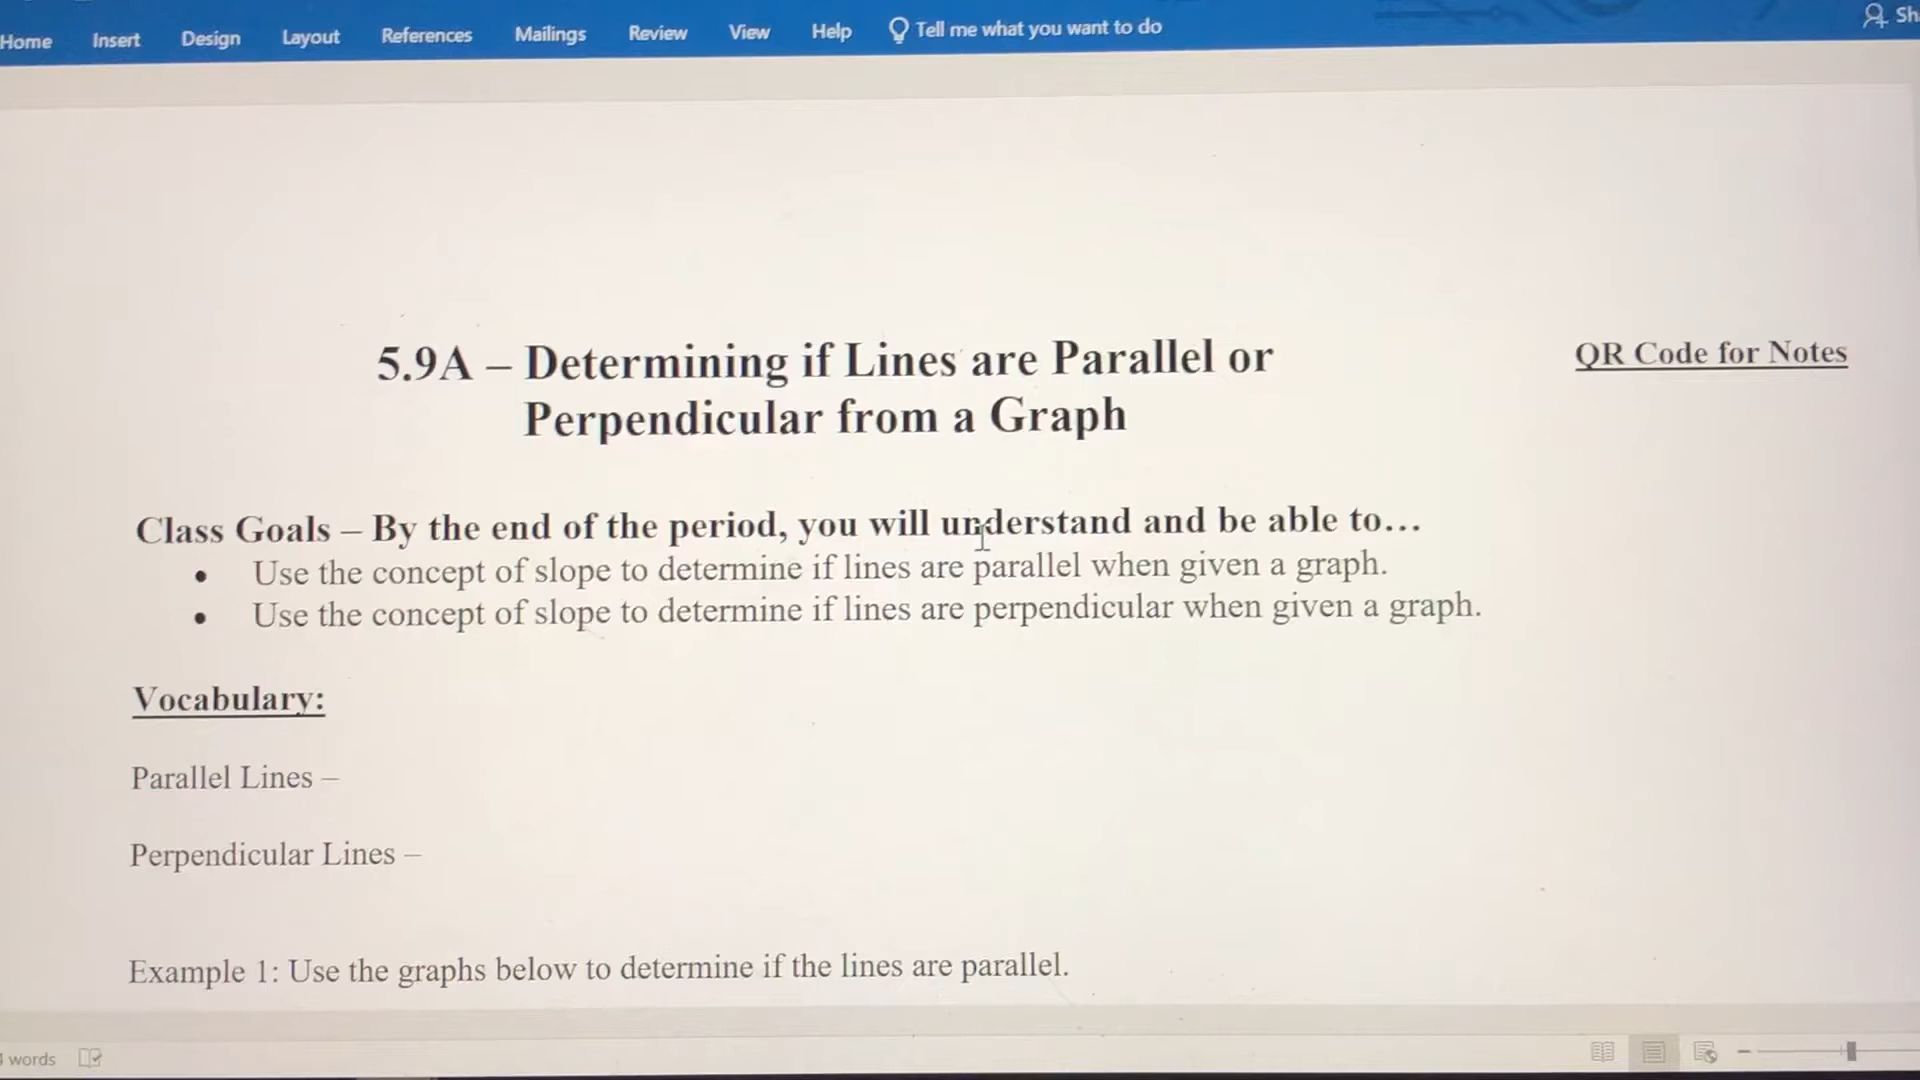 Home Insert Design Layout References Mailings Review View Help Tell me what you want to do
5.9A – Determining if Lines are Parallel or
Perpendicular from a Graph
QR Code for Notes
Class Goals – By the end of the period, you will understand and be able to…
• Use the concept of slope to determine if lines are parallel when given a graph.
• Use the concept of slope to determine if lines are perpendicular when given a graph.
Vocabulary:
Parallel Lines –
Perpendicular Lines –
Example 1: Use the graphs below to determine if the lines are parallel.
words